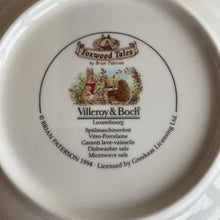 Foxwood Tales
by Brian Paterson
Villeroy & Boch
Luxembourg
Spülmaschinenfest
Vitro-Porcelaine
Garanti lave-vaisselle
Dishwasher safe
Microwave safe
© BRIAN PATERSON 1994 - Licensed by Gresham Licensing Ltd.